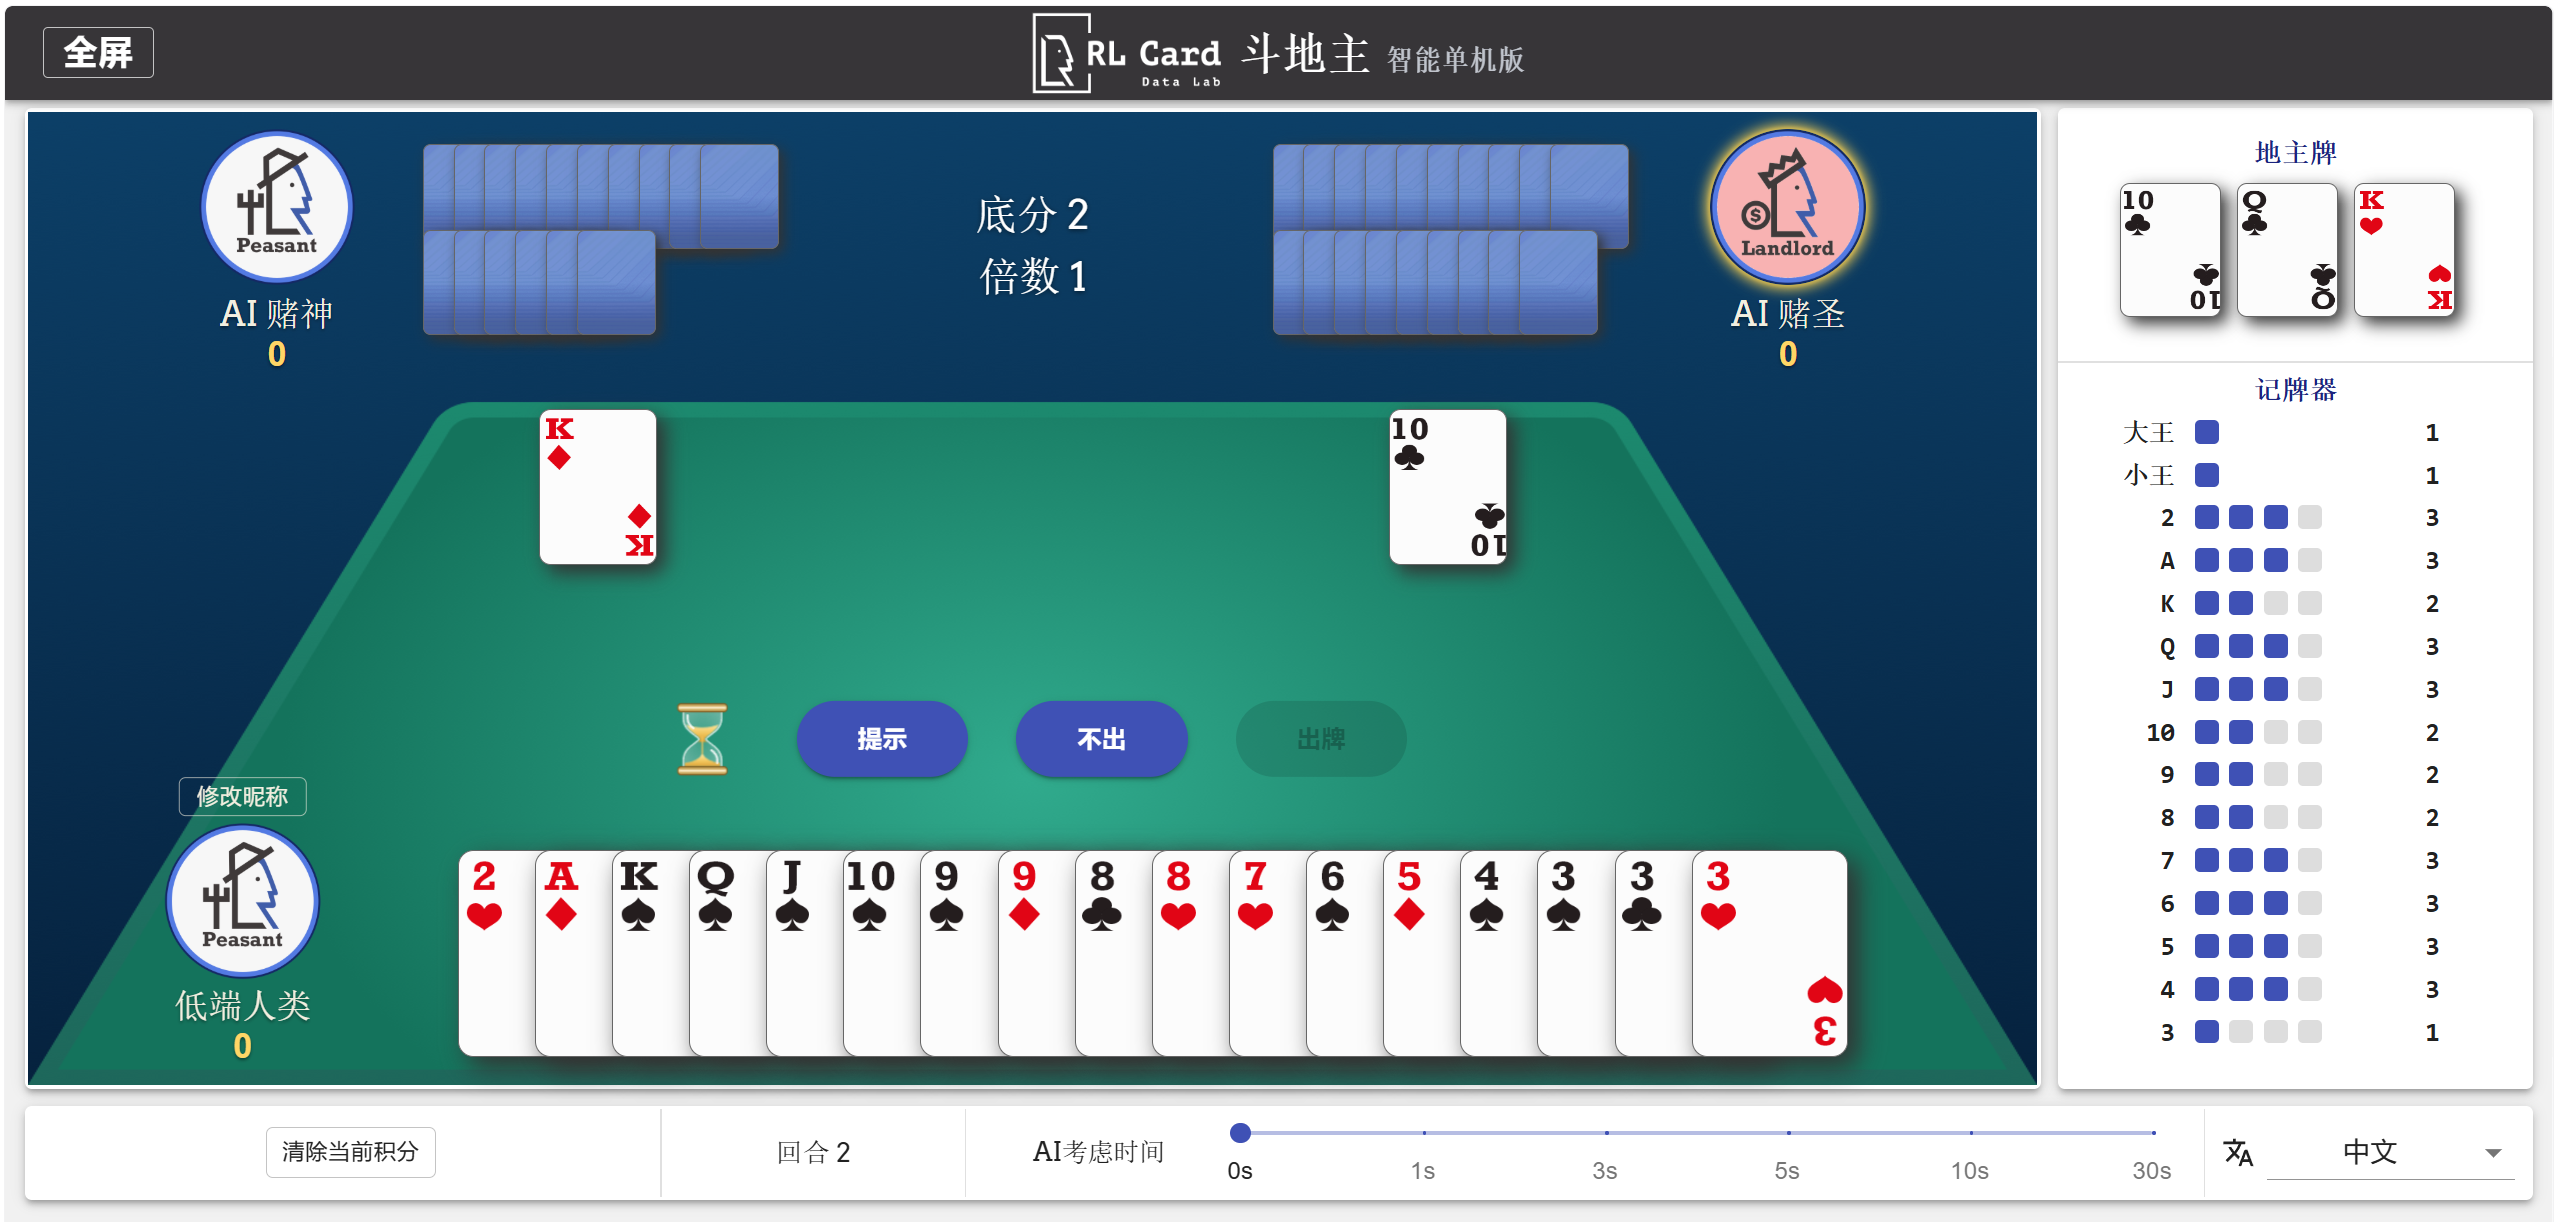 全屏
RL Card
Data Lab
斗地主 智能单机版
Peasant
AI 赌神
0
底分 2
倍数 1
Landlord
AI 赌圣
0
K
K
10
10
提示
不出
出牌
修改昵称
Peasant
低端人类
0
2
A
K
Q
J
10
9
9
8
8
7
6
5
4
3
3
3
3
地主牌
10
10
Q
Q
K
K
记牌器
大王 1
小王 1
2 3
A 3
K 2
Q 3
J 3
10 2
9 2
8 2
7 3
6 3
5 3
4 3
3 1
清除当前积分
回合 2
AI考虑时间
0s 1s 3s 5s 10s 30s
中文